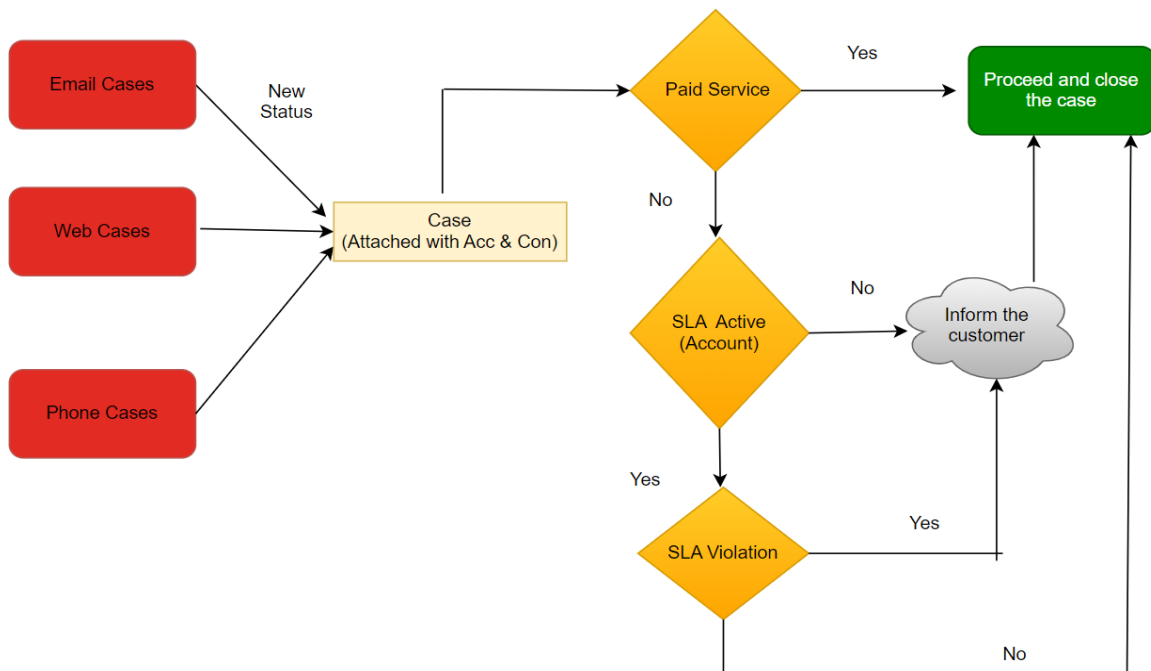 Email Cases
New
Status
Web Cases
Phone Cases
Case
(Attached with Acc & Con)
Paid Service
Yes
Proceed and close
the case
No
SLA Active
(Account)
No
Inform the
customer
Yes
SLA Violation
Yes
No